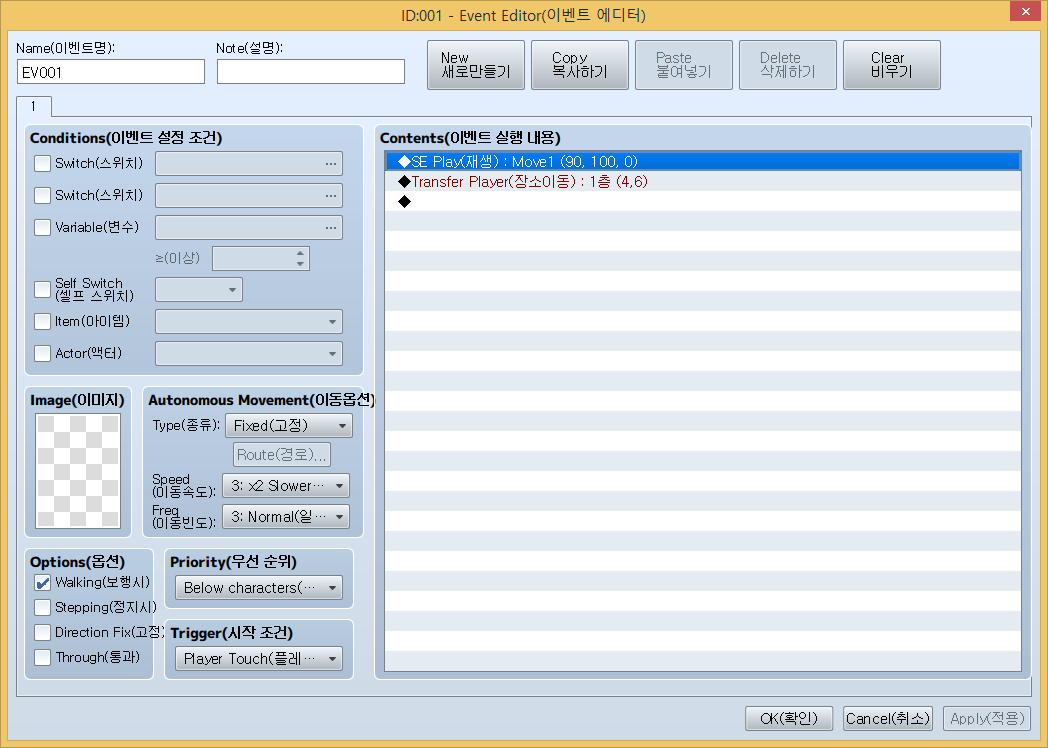 ID:001 - Event Editor(이벤트 에디터)
Name(이벤트명):
Note(설명):
EV001
New
새로만들기
Copy
복사하기
Paste
붙여넣기
Delete
삭제하기
Clear
비우기
1
Conditions(이벤트 설정 조건)
Switch(스위치)
...
Switch(스위치)
...
Variable(변수)
...
≥(이상)
Self Switch
(셀프 스위치)
Item(아이템)
Actor(액터)
Image(이미지)
Autonomous Movement(이동옵션)
Type(종류):
Fixed(고정)
Route(경로)...
Speed
(이동속도):
3: x2 Slower...
Freq
(이동빈도):
3: Normal(일...
Options(옵션)
Walking(보행시)
Stepping(정지시)
Direction Fix(고정)
Through(통과)
Priority(우선 순위)
Below characters(...
Trigger(시작 조건)
Player Touch(플레...
Contents(이벤트 실행 내용)
◆SE Play(재생) : Move1 (90, 100, 0)
◆Transfer Player(장소이동) : 1층 (4,6)
◆
OK(확인)
Cancel(취소)
Apply(적용)